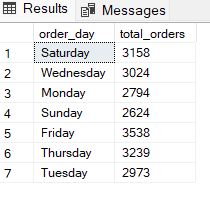 Results Messages
order_day total_orders
1 Saturday 3158
2 Wednesday 3024
3 Monday 2794
4 Sunday 2624
5 Friday 3538
6 Thursday 3239
7 Tuesday 2973